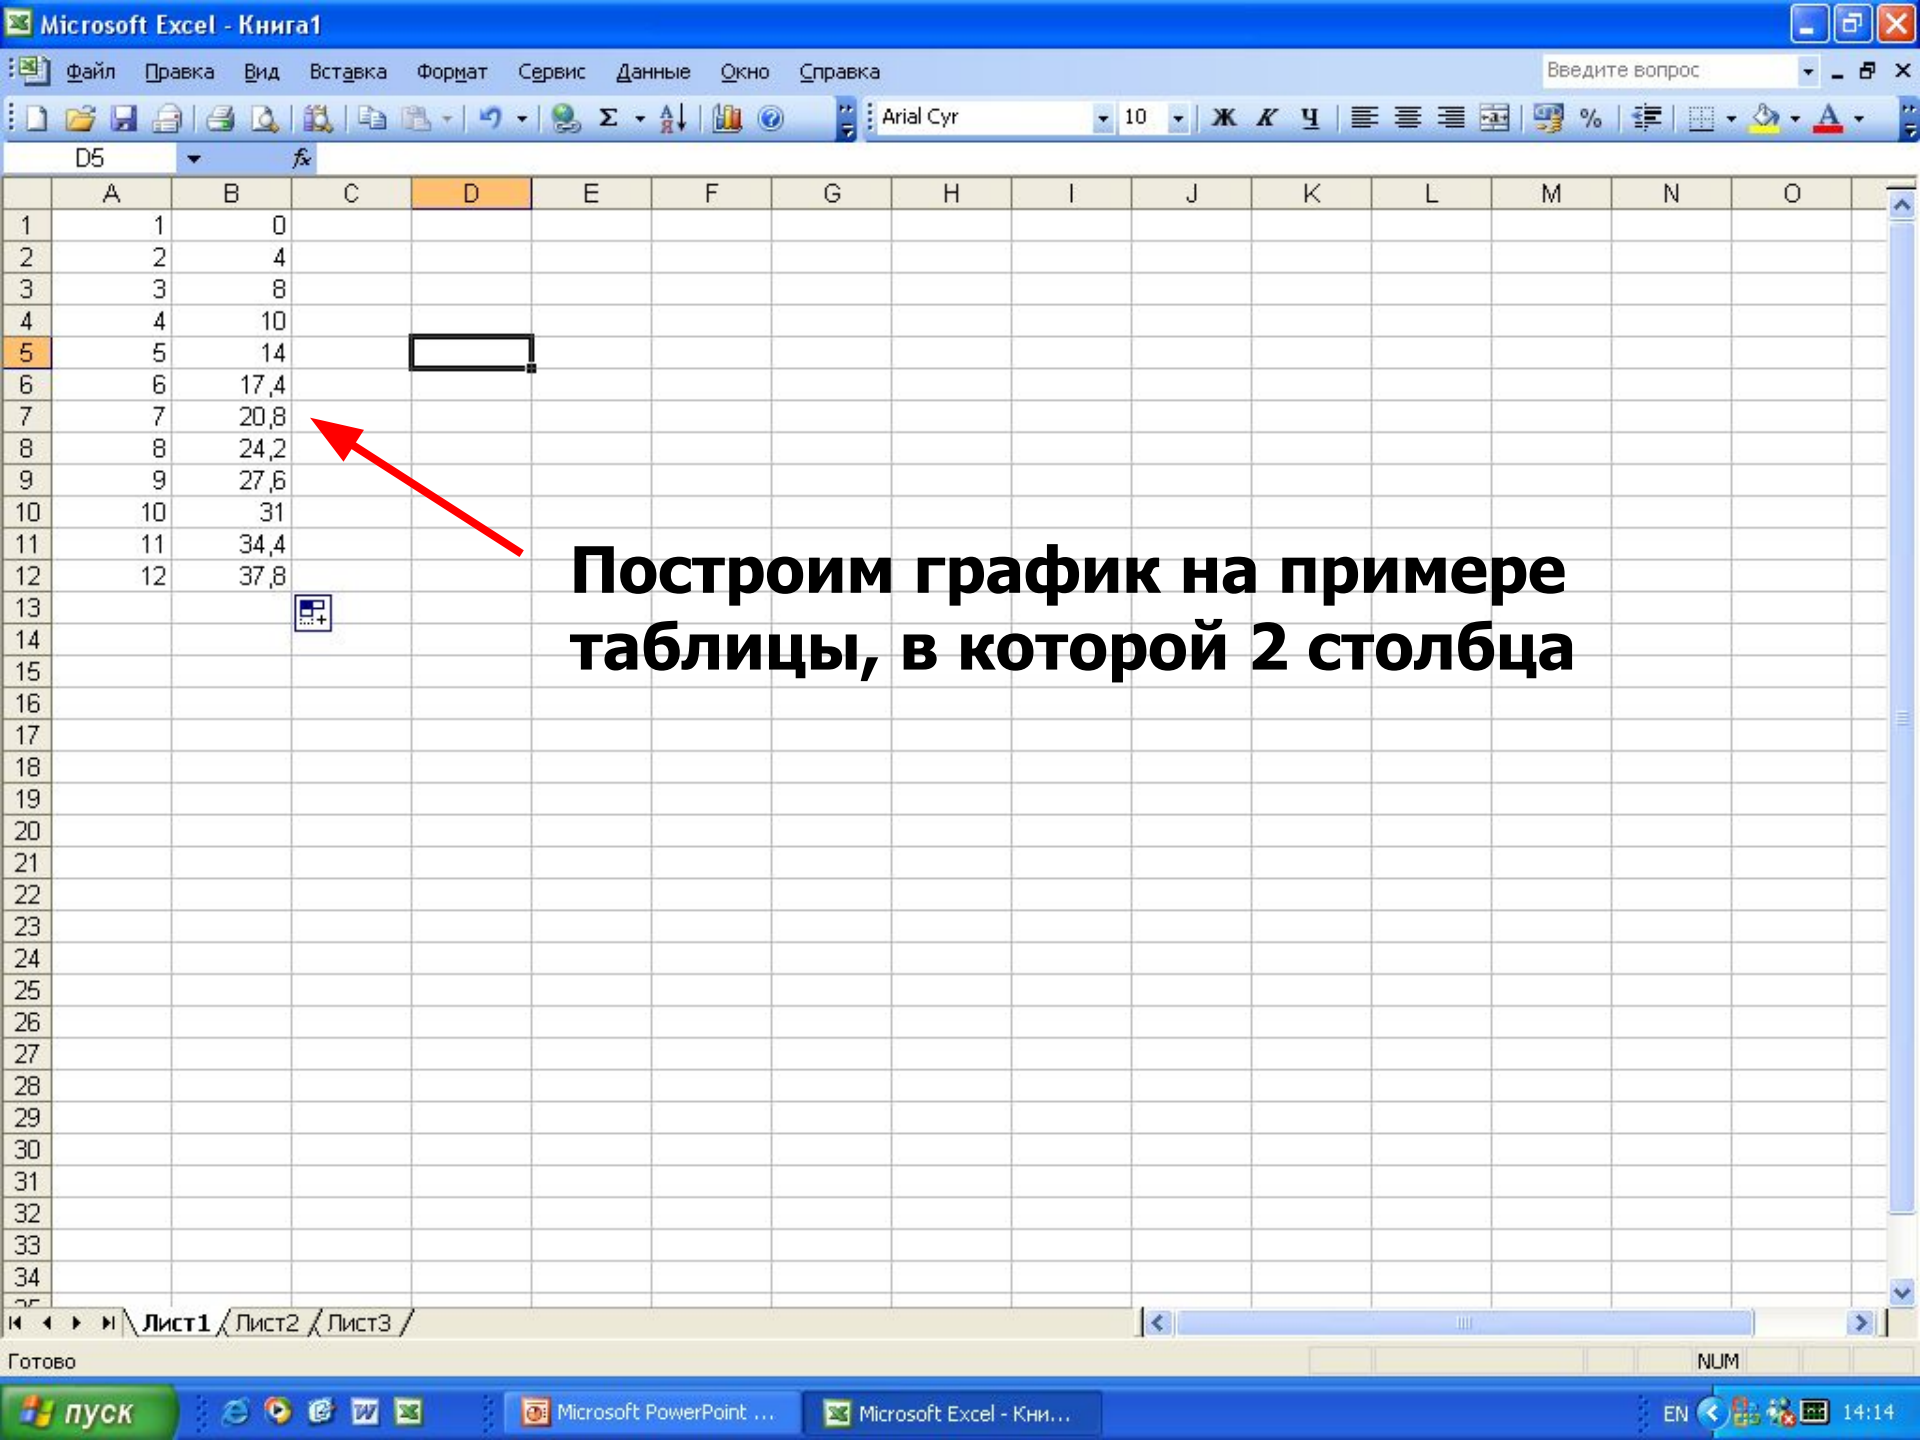 Microsoft Excel - Книга1
Файл Правка Вид Вставка Формат Сервис Данные Окно Справка Введите вопрос
Arial Cyr 10 Ж К Ч %
D5 fx
A B C D E F G H I J K L M N O
1 1 0
2 2 4
3 3 8
4 4 10
5 5 14
6 6 17,4
7 7 20,8
8 8 24,2
9 9 27,6
10 10 31
11 11 34,4
12 12 37,8
Построим график на примере
таблицы, в которой 2 столбца
13
14
15
16
17
18
19
20
21
22
23
24
25
26
27
28
29
30
31
32
33
34
Лист1 Лист2 Лист3
Готово NUM
пуск Microsoft PowerPoint ... Microsoft Excel - Кни... EN 14:14